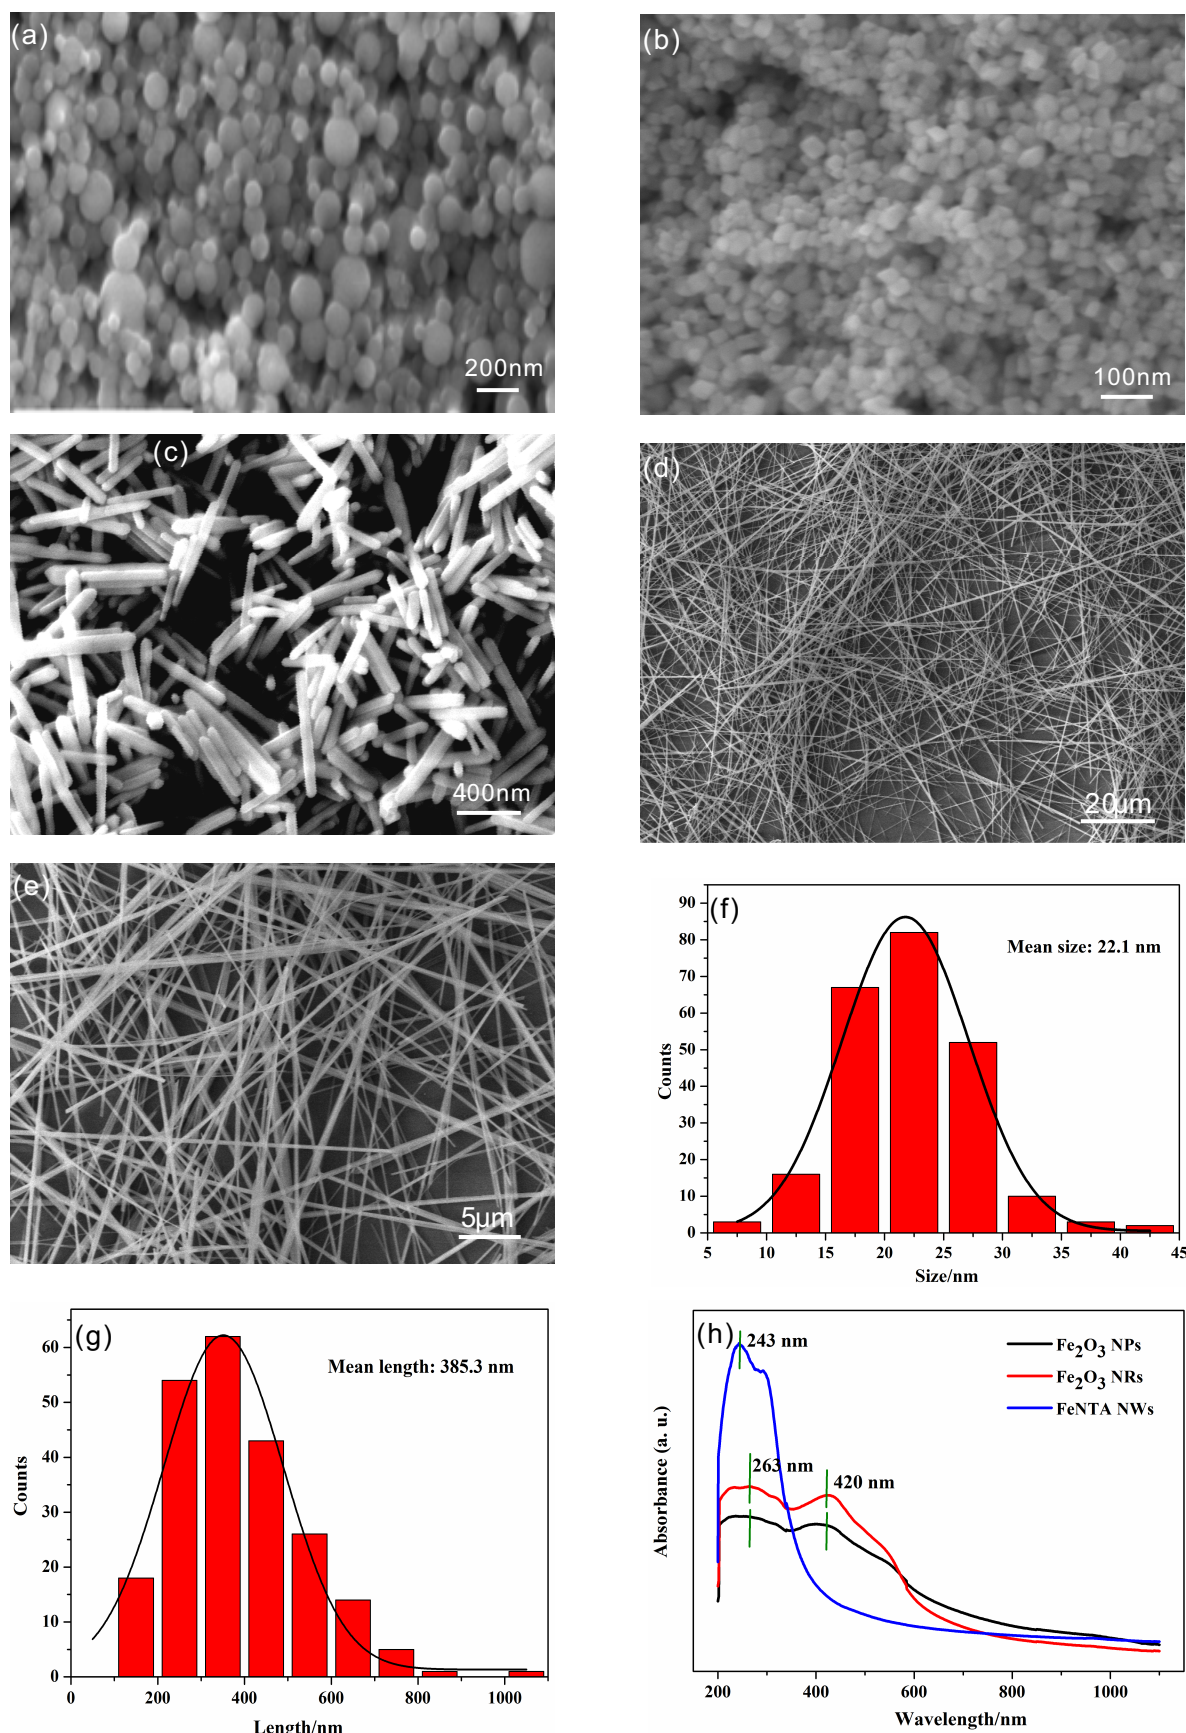 (a)
200nm
(b)
100nm
(c)
400nm
(d)
20μm
(e)
5μm
(f)
Mean size: 22.1 nm
90
80
70
60
50
40
30
20
10
0
Counts
5 10 15 20 25 30 35 40 45
Size/nm
(g)
Mean length: 385.3 nm
60
50
40
30
20
10
0
Counts
0 200 400 600 800 1000
Length/nm
(h)
243 nm
263 nm
420 nm
Fe₂O₃ NPs
Fe₂O₃ NRs
FeNTA NWs
Absorbance (a. u.)
200 400 600 800 1000
Wavelength/nm